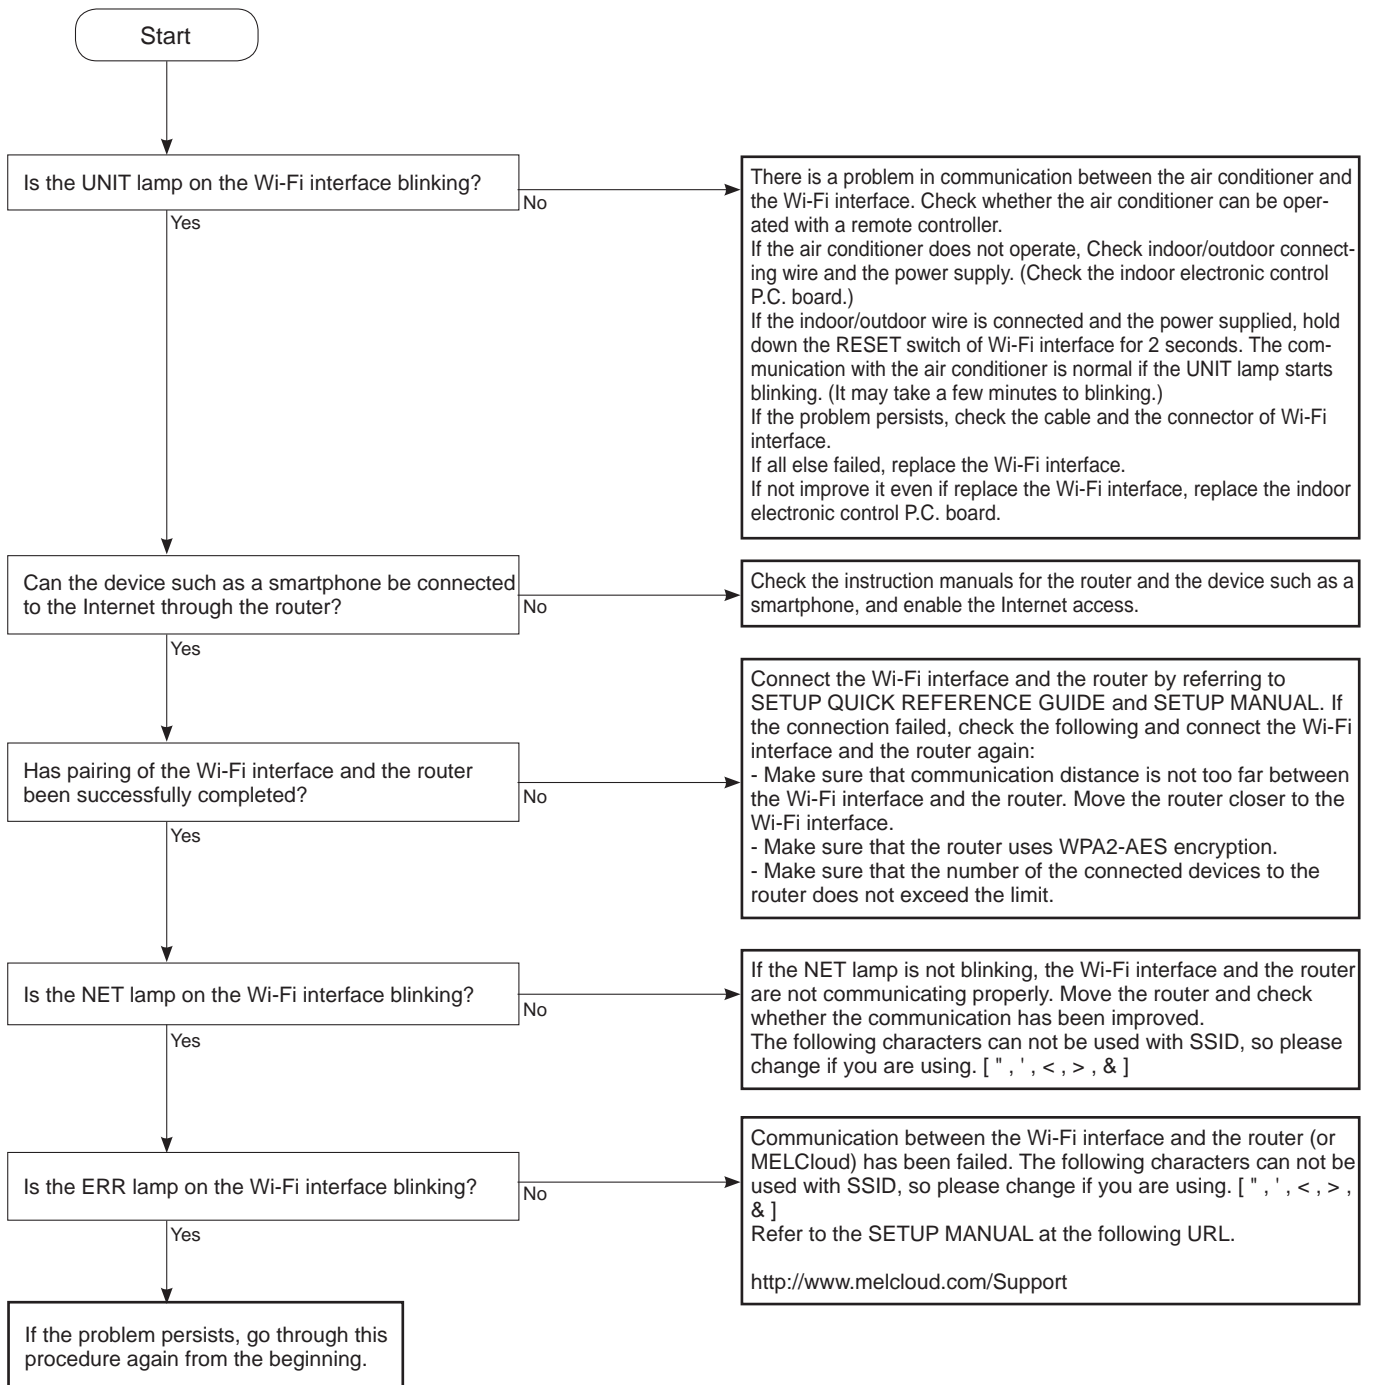 Start
Is the UNIT lamp on the Wi-Fi interface blinking?
No
Yes
There is a problem in communication between the air conditioner and
the Wi-Fi interface. Check whether the air conditioner can be oper-
ated with a remote controller.
If the air conditioner does not operate, Check indoor/outdoor connect-
ing wire and the power supply. (Check the indoor electronic control
P.C. board.)
If the indoor/outdoor wire is connected and the power supplied, hold
down the RESET switch of Wi-Fi interface for 2 seconds. The com-
munication with the air conditioner is normal if the UNIT lamp starts
blinking. (It may take a few minutes to blinking.)
If the problem persists, check the cable and the connector of Wi-Fi
interface.
If all else failed, replace the Wi-Fi interface.
If not improve it even if replace the Wi-Fi interface, replace the indoor
electronic control P.C. board.
Can the device such as a smartphone be connected
to the Internet through the router?
No
Yes
Check the instruction manuals for the router and the device such as a
smartphone, and enable the Internet access.
Has pairing of the Wi-Fi interface and the router
been successfully completed?
No
Yes
Connect the Wi-Fi interface and the router by referring to
SETUP QUICK REFERENCE GUIDE and SETUP MANUAL. If
the connection failed, check the following and connect the Wi-Fi
interface and the router again:
- Make sure that communication distance is not too far between
the Wi-Fi interface and the router. Move the router closer to the
Wi-Fi interface.
- Make sure that the router uses WPA2-AES encryption.
- Make sure that the number of the connected devices to the
router does not exceed the limit.
Is the NET lamp on the Wi-Fi interface blinking?
No
Yes
If the NET lamp is not blinking, the Wi-Fi interface and the router
are not communicating properly. Move the router and check
whether the communication has been improved.
The following characters can not be used with SSID, so please
change if you are using. [ " , ' , < , > , & ]
Is the ERR lamp on the Wi-Fi interface blinking?
No
Yes
Communication between the Wi-Fi interface and the router (or
MELCloud) has been failed. The following characters can not be
used with SSID, so please change if you are using. [ " , ' , < , > ,
& ]
Refer to the SETUP MANUAL at the following URL.
http://www.melcloud.com/Support
If the problem persists, go through this
procedure again from the beginning.